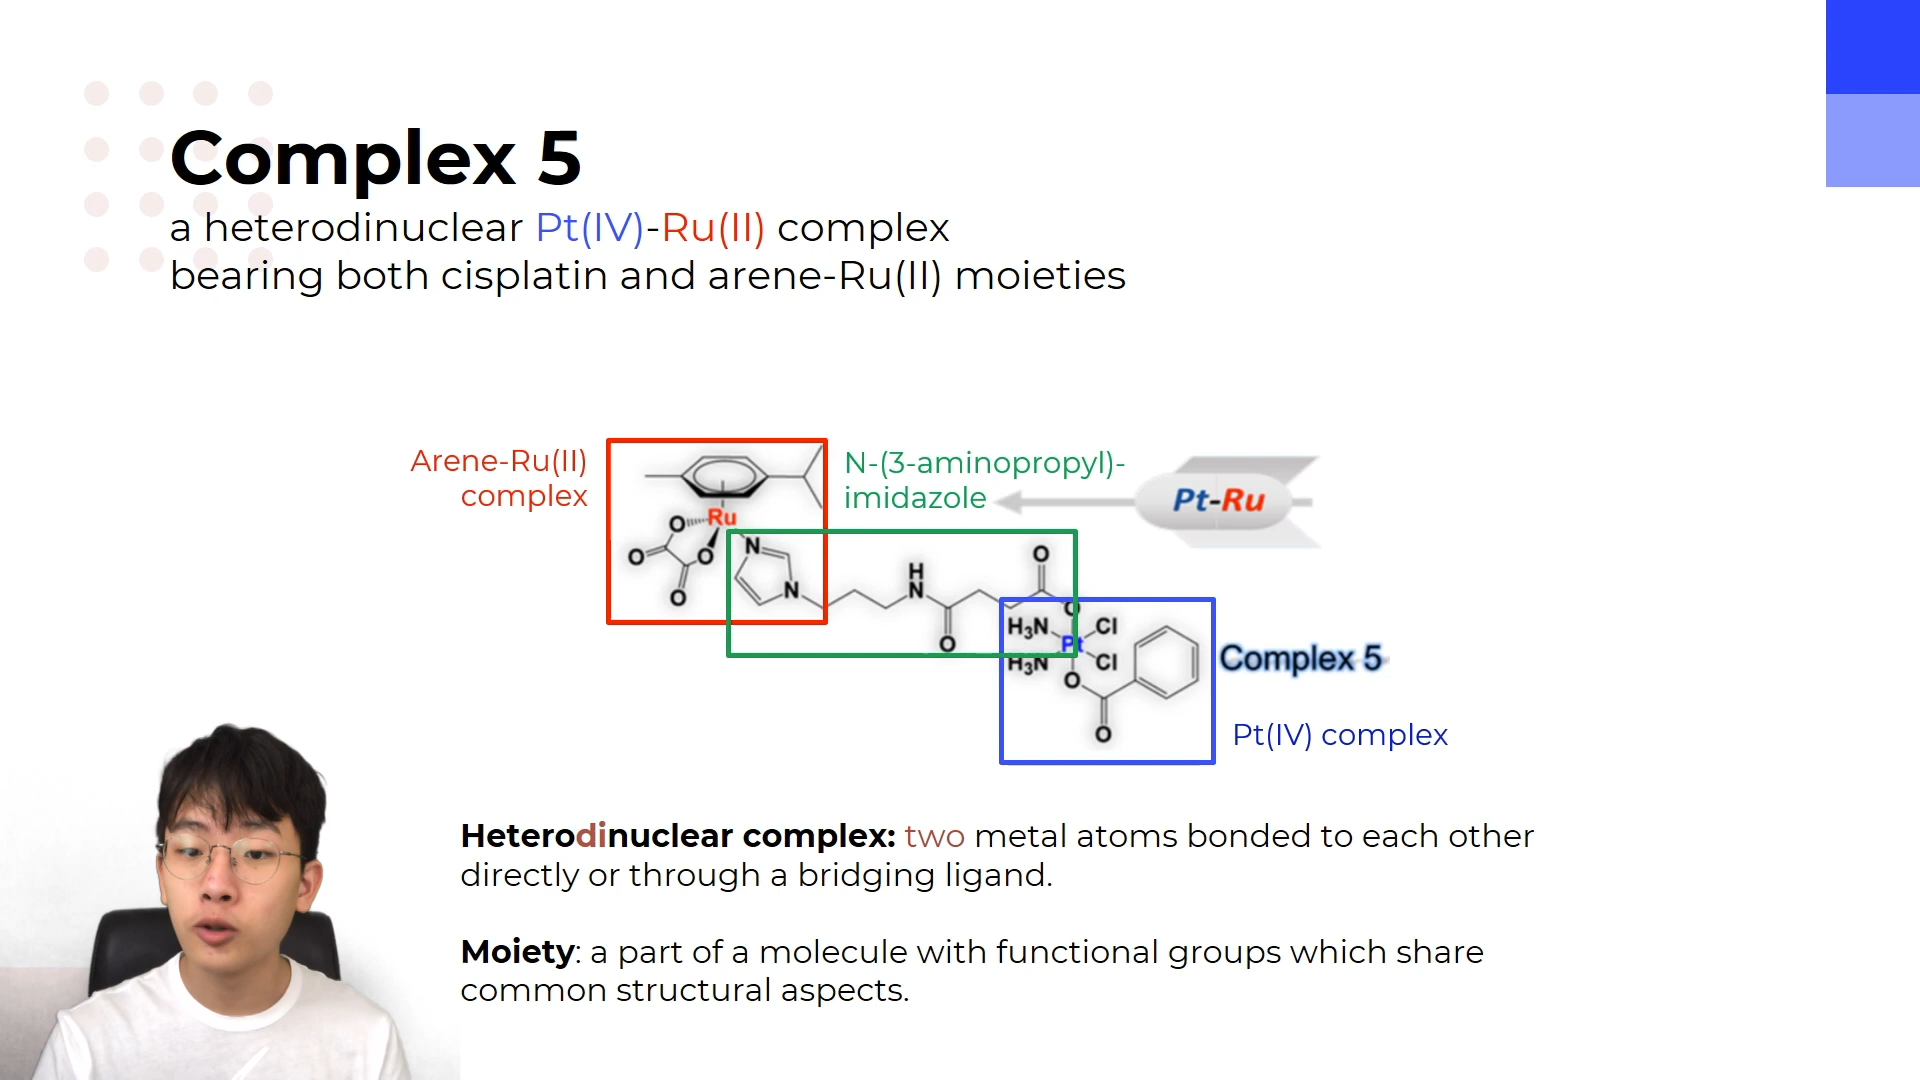 Complex 5
a heterodinuclear Pt(IV)-Ru(II) complex
bearing both cisplatin and arene-Ru(II) moieties
Arene-Ru(II)
complex
N-(3-aminopropyl)-
imidazole
Pt-Ru
Ru
O
O
O
O
N
N
H
N
O
O
O
H₃N
Cl
Pt
H₃N
Cl
O
O
Complex 5
Pt(IV) complex
Heterodinuclear complex: two metal atoms bonded to each other
directly or through a bridging ligand.
Moiety: a part of a molecule with functional groups which share
common structural aspects.